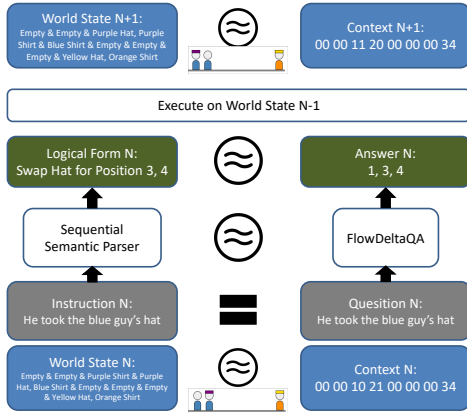 World State N+1:
Empty & Empty & Purple Hat, Purple
Shirt & Blue Shirt & Empty & Empty &
Empty & Yellow Hat, Orange Shirt
Context N+1:
00 00 11 20 00 00 00 34
Execute on World State N-1
Logical Form N:
Swap Hat for Position 3, 4
Answer N:
1, 3, 4
Sequential
Semantic Parser
FlowDeltaQA
Instruction N:
He took the blue guy's hat
Quesition N:
He took the blue guy's hat
World State N:
Empty & Empty & Purple Shirt & Purple
Hat, Blue Shirt & Empty & Empty & Empty
& Yellow Hat, Orange Shirt
Context N:
00 00 10 21 00 00 00 34